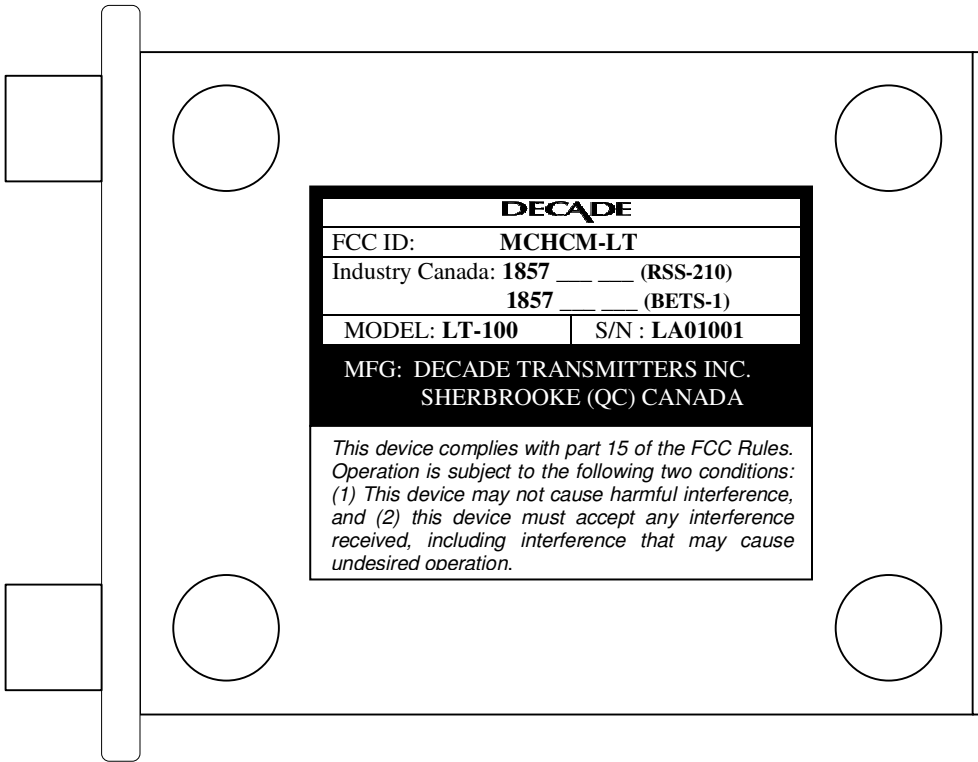 DECADE
FCC ID: MCHCM-LT
Industry Canada: 1857 ___ ___ (RSS-210)
1857 ___ ___ (BETS-1)
MODEL: LT-100 S/N : LA01001
MFG: DECADE TRANSMITTERS INC.
SHERBROOKE (QC) CANADA
This device complies with part 15 of the FCC Rules.
Operation is subject to the following two conditions:
(1) This device may not cause harmful interference,
and (2) this device must accept any interference
received, including interference that may cause
undesired operation.